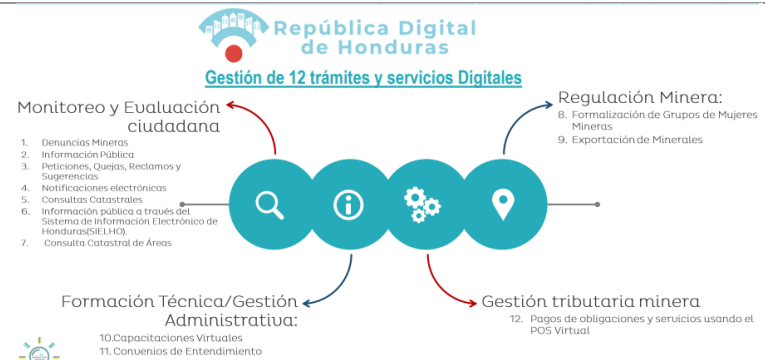 República Digital
de Honduras
Gestión de 12 trámites y servicios Digitales
Monitoreo y Evaluación
ciudadana
1. Denuncias Mineras
2. Información Pública
3. Peticiones, Quejas, Reclamos y
Sugerencias
4. Notificaciones electrónicas
5. Consultas Catastrales
6. Información pública a través del
Sistema de Información Electrónico de
Honduras(SIELHO).
7. Consulta Catastral de Áreas
Regulación Minera:
8. Formalización de Grupos de Mujeres
Mineras
9. Exportación de Minerales
Formación Técnica/Gestión
Administrativa:
10.Capacitaciones Virtuales
11.Convenios de Entendimiento
Gestión tributaria minera
12. Pagos de obligaciones y servicios usando el
POS Virtual